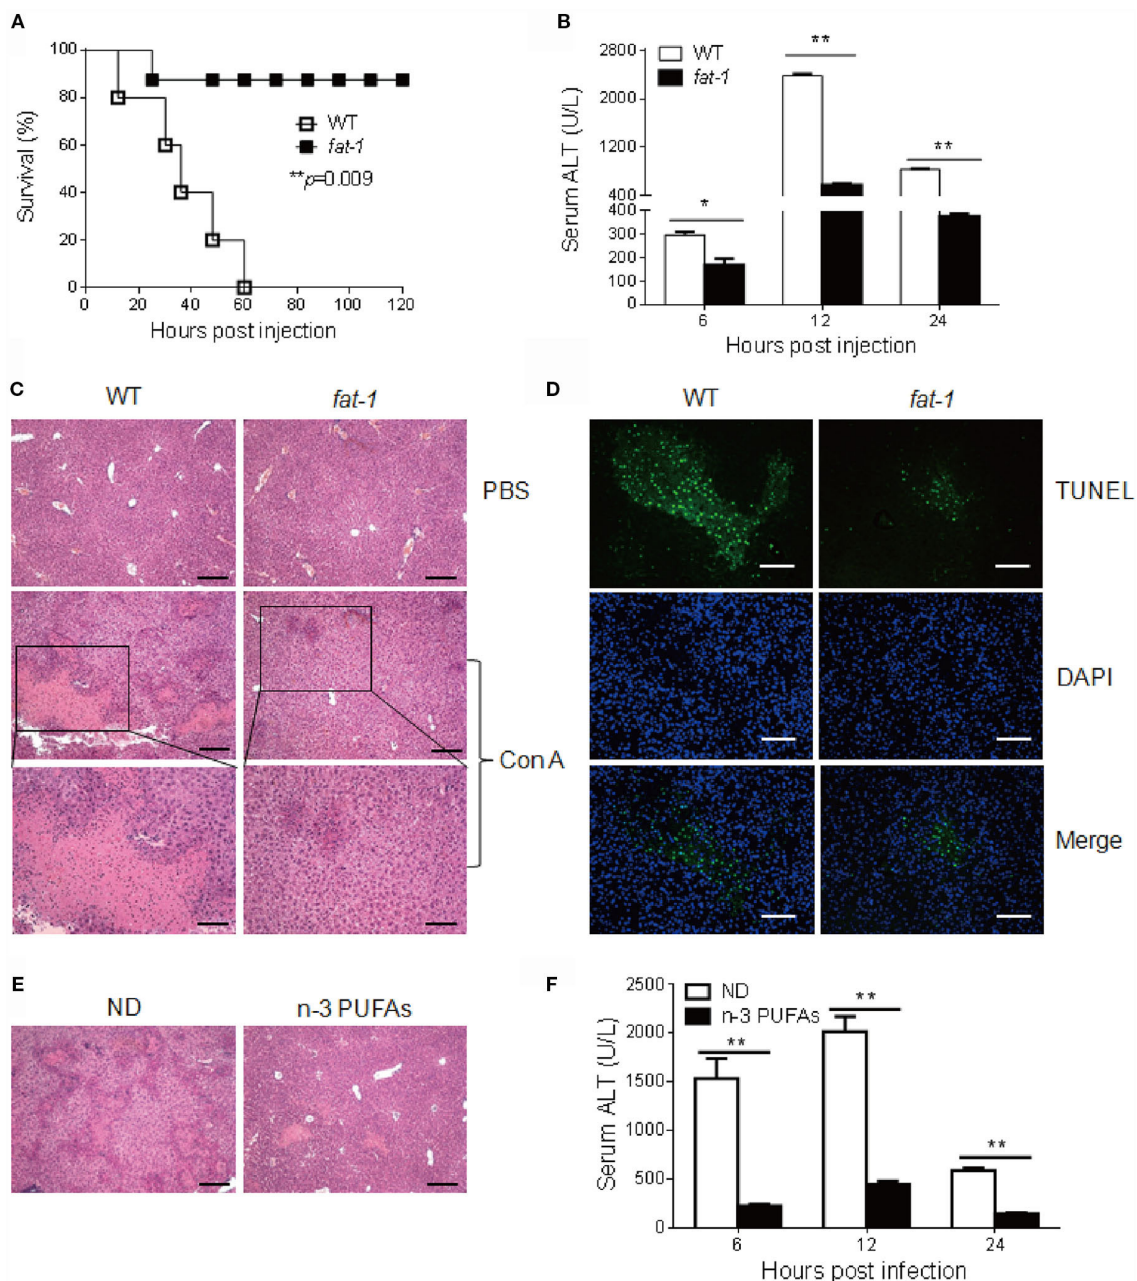 A
Survival (%)
100
80
60
40
20
0
0 20 40 60 80 100 120
Hours post injection
WT
fat-1
**p=0.009
B
Serum ALT (U/L)
2800
2200
1600
1000
400
400
300
200
100
0
WT
fat-1
*
**
**
6 12 24
Hours post injection
C
WT fat-1
PBS
Con A
D
WT fat-1
TUNEL
DAPI
Merge
E
ND n-3 PUFAs
F
Serum ALT (U/L)
2500
2000
1500
1000
500
0
ND
n-3 PUFAs
**
**
**
6 12 24
Hours post infection